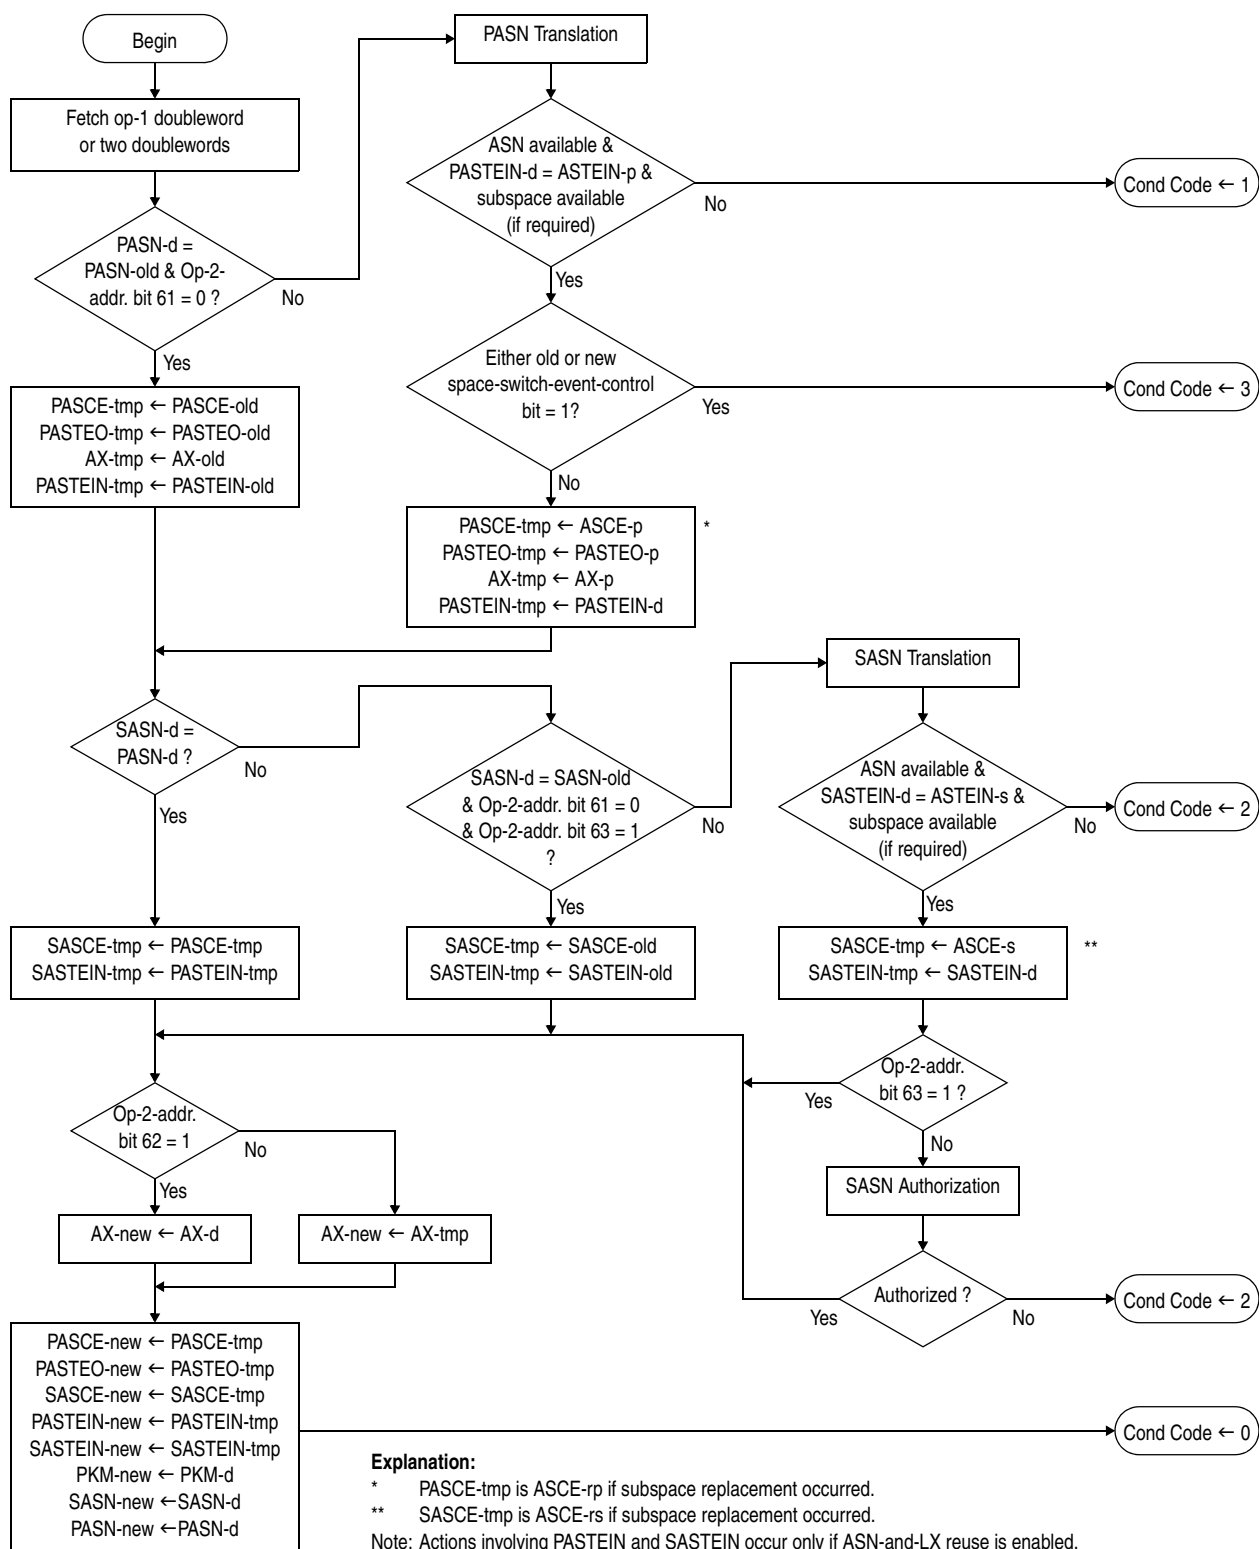 Begin
Fetch op-1 doubleword
or two doublewords
PASN-d =
PASN-old & Op-2-
addr. bit 61 = 0 ?
No
Yes
PASCE-tmp ← PASCE-old
PASTEO-tmp ← PASTEO-old
AX-tmp ← AX-old
PASTEIN-tmp ← PASTEIN-old
PASN Translation
ASN available &
PASTEIN-d = ASTEIN-p &
subspace available
(if required)
No
Cond Code ← 1
Yes
Either old or new
space-switch-event-control
bit = 1?
Yes
Cond Code ← 3
No
PASCE-tmp ← ASCE-p
PASTEO-tmp ← PASTEO-p
AX-tmp ← AX-p
PASTEIN-tmp ← PASTEIN-d
*
SASN-d =
PASN-d ?
No
Yes
SASN-d = SASN-old
& Op-2-addr. bit 61 = 0
& Op-2-addr. bit 63 = 1
?
No
Yes
SASN Translation
ASN available &
SASTEIN-d = ASTEIN-s &
subspace available
(if required)
No
Cond Code ← 2
Yes
SASCE-tmp ← PASCE-tmp
SASTEIN-tmp ← PASTEIN-tmp
SASCE-tmp ← SASCE-old
SASTEIN-tmp ← SASTEIN-old
SASCE-tmp ← ASCE-s
SASTEIN-tmp ← SASTEIN-d
**
Op-2-addr.
bit 63 = 1 ?
Yes
No
SASN Authorization
Authorized ?
Yes
No
Cond Code ← 2
Op-2-addr.
bit 62 = 1
No
Yes
AX-new ← AX-d
AX-new ← AX-tmp
PASCE-new ← PASCE-tmp
PASTEO-new ← PASTEO-tmp
SASCE-new ← SASCE-tmp
PASTEIN-new ← PASTEIN-tmp
SASTEIN-new ← SASTEIN-tmp
PKM-new ← PKM-d
SASN-new ←SASN-d
PASN-new ←PASN-d
Cond Code ← 0
Explanation:
* PASCE-tmp is ASCE-rp if subspace replacement occurred.
** SASCE-tmp is ASCE-rs if subspace replacement occurred.
Note: Actions involving PASTEIN and SASTEIN occur only if ASN-and-LX reuse is enabled.